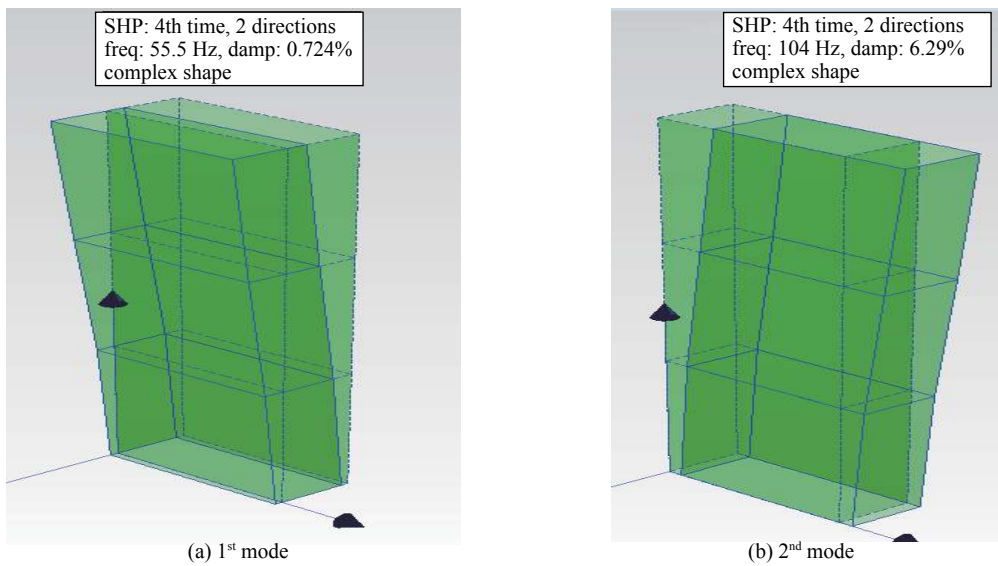 SHP: 4th time, 2 directions
freq: 55.5 Hz, damp: 0.724%
complex shape
SHP: 4th time, 2 directions
freq: 104 Hz, damp: 6.29%
complex shape
(a) 1st mode
(b) 2nd mode